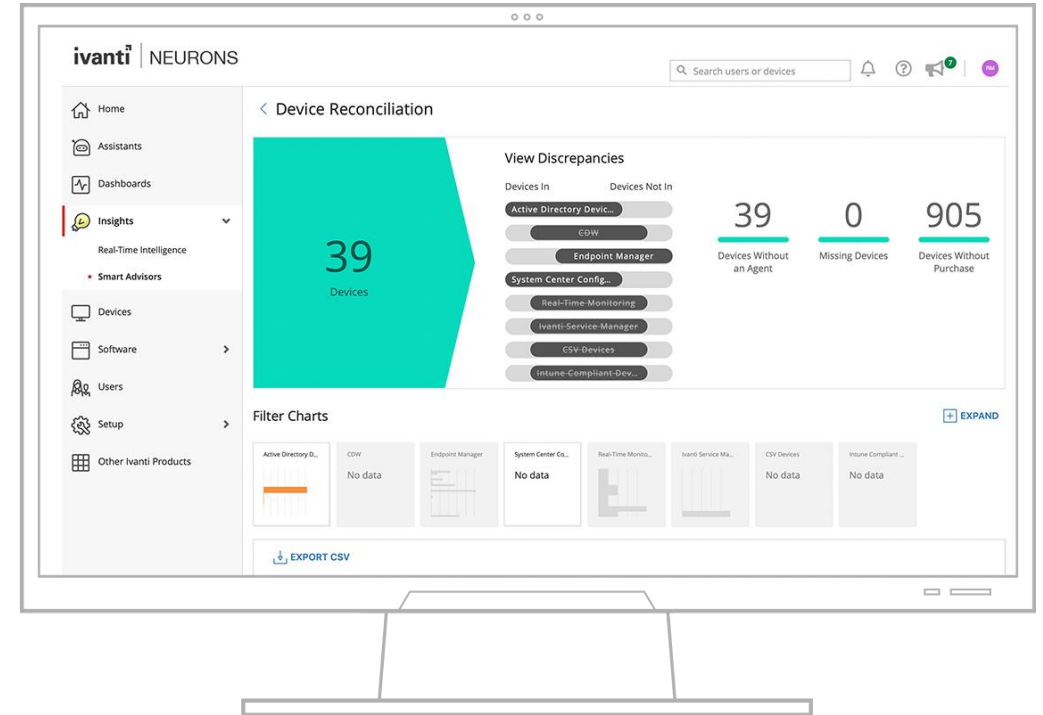 ivanti NEURONS
Search users or devices
7
RM
Home
Assistants
Dashboards
Insights
Real-Time Intelligence
Smart Advisors
Devices
Software
Users
Setup
Other Ivanti Products
Device Reconciliation
39
Devices
View Discrepancies
Devices In Devices Not In
Active Directory Devic...
CDW
Endpoint Manager
System Center Config...
Real-Time Monitoring
Ivanti Service Manager
CSV Devices
Intune Compliant Dev...
39
Devices Without
an Agent
0
Missing Devices
905
Devices Without
Purchase
Filter Charts
EXPAND
Active Directory D...
CDW
No data
Endpoint Manager
System Center Co...
No data
Real-Time Monito...
Ivanti Service Ma...
CSV Devices
No data
Intune Compliant ...
No data
EXPORT CSV